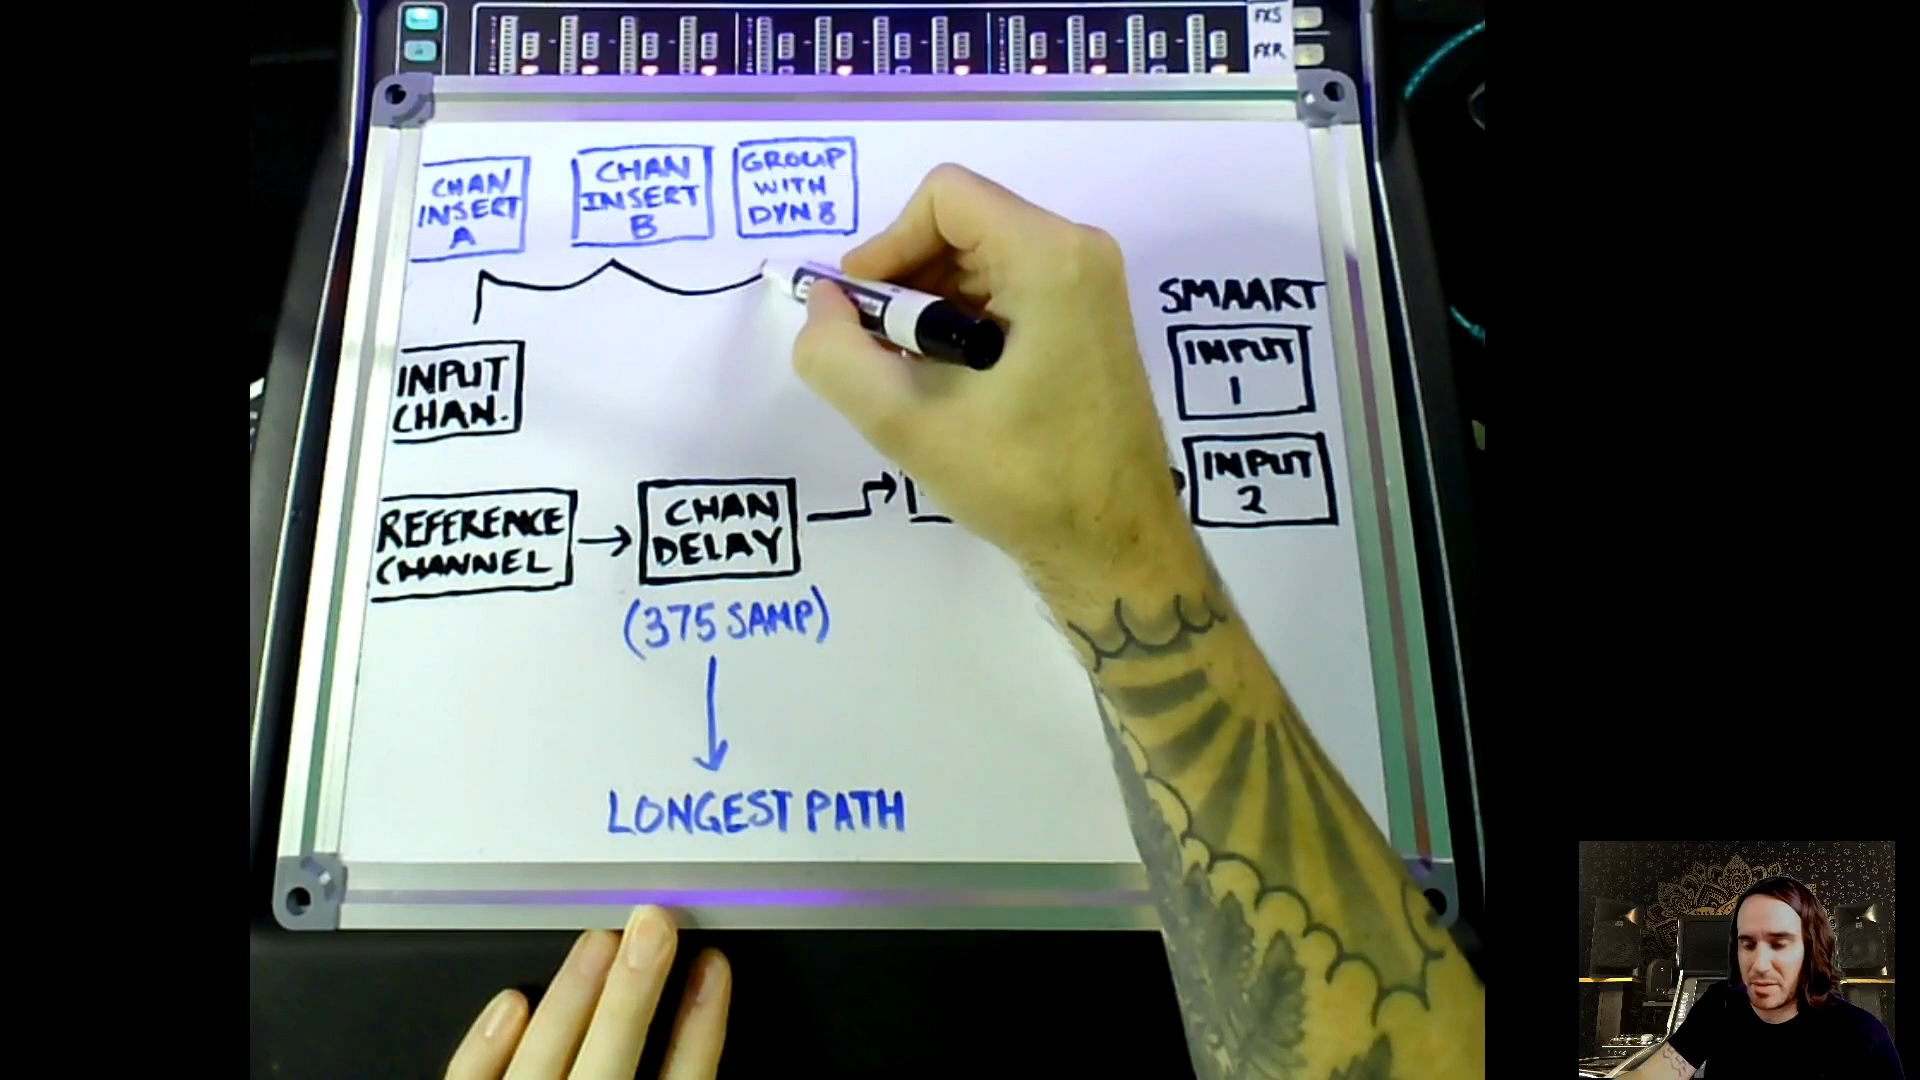 FXS
FXR
CHAN
INSERT
A
CHAN
INSERT
B
GROUP
WITH
DYN 8
SMAART
INPUT
1
INPUT
CHAN.
INPUT
2
REFERENCE
CHANNEL
CHAN
DELAY
(375 SAMP)
LONGEST PATH